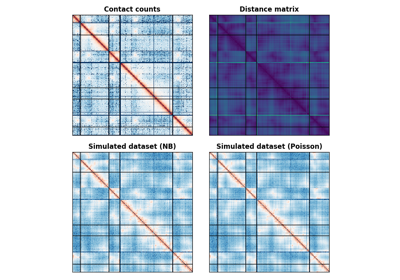 Contact counts
Distance matrix
Simulated dataset (NB)
Simulated dataset (Poisson)